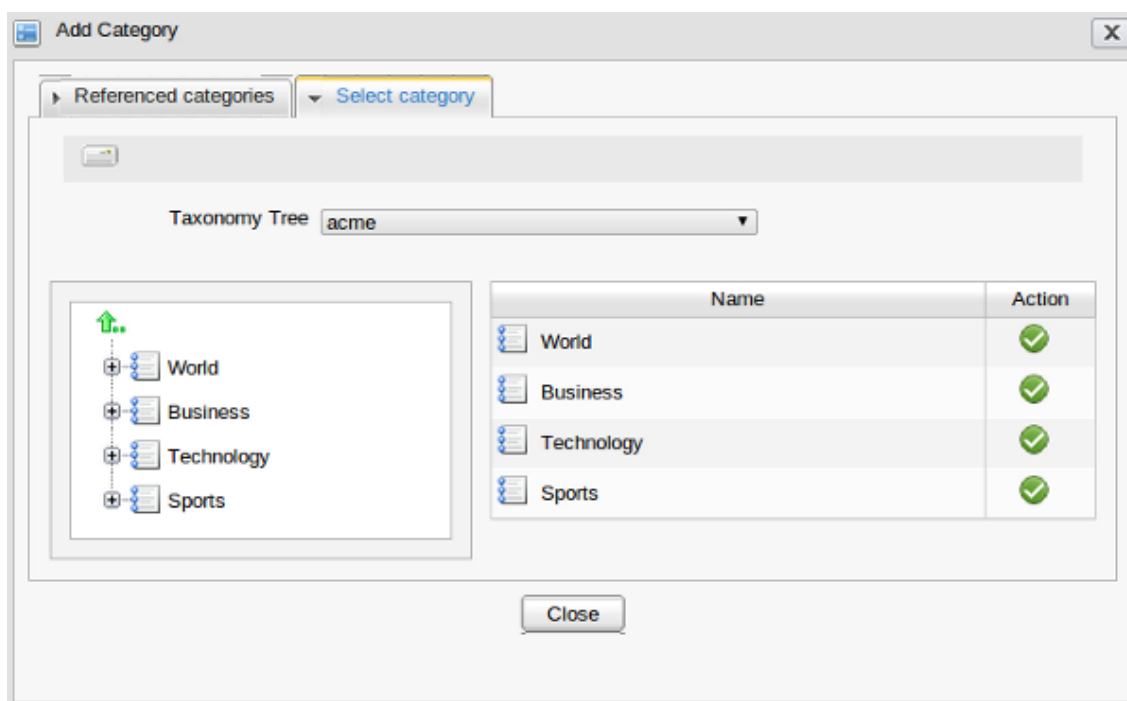 Add Category
Referenced categories
Select category
Taxonomy Tree acme
World
Business
Technology
Sports
Name Action
World
Business
Technology
Sports
Close